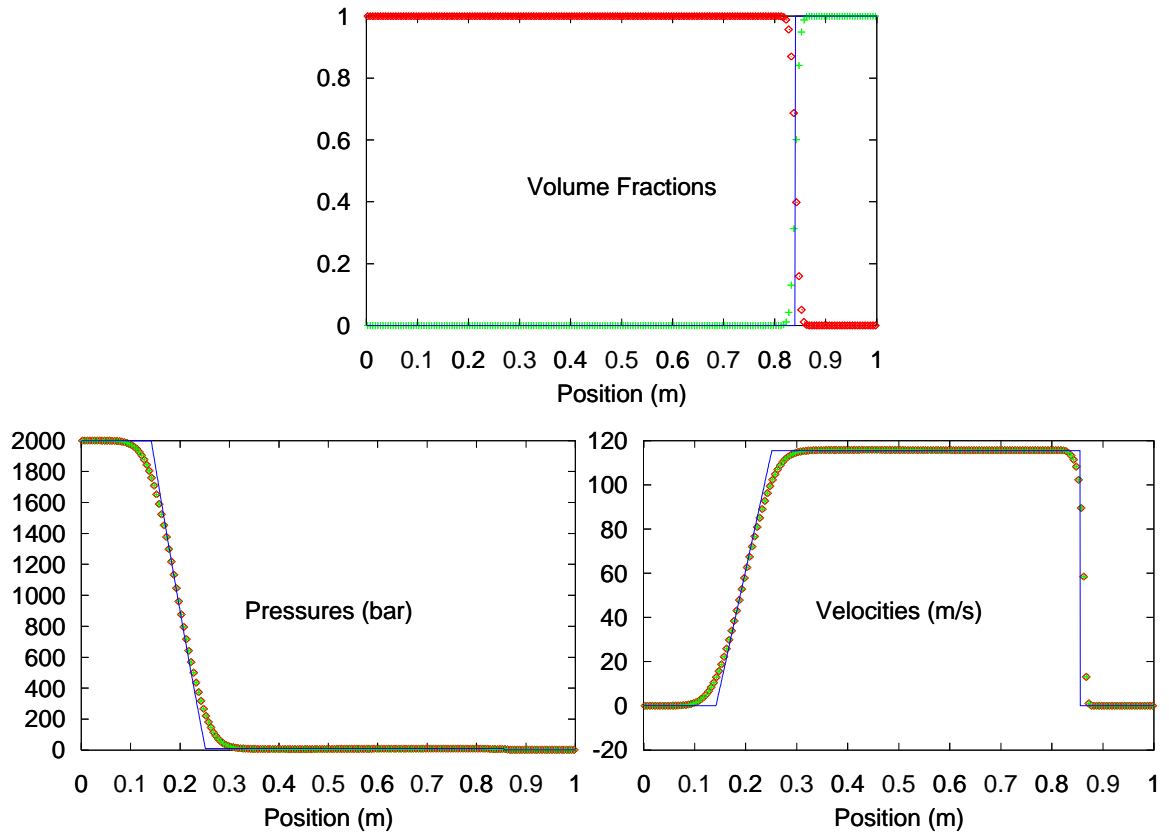 1
0.8
0.6
0.4
0.2
0
Volume Fractions
0 0.1 0.2 0.3 0.4 0.5 0.6 0.7 0.8 0.9 1
Position (m)
2000
1800
1600
1400
1200
1000
800
600
400
200
0
Pressures (bar)
0 0.1 0.2 0.3 0.4 0.5 0.6 0.7 0.8 0.9 1
Position (m)
120
100
80
60
40
20
0
-20
Velocities (m/s)
0 0.1 0.2 0.3 0.4 0.5 0.6 0.7 0.8 0.9 1
Position (m)